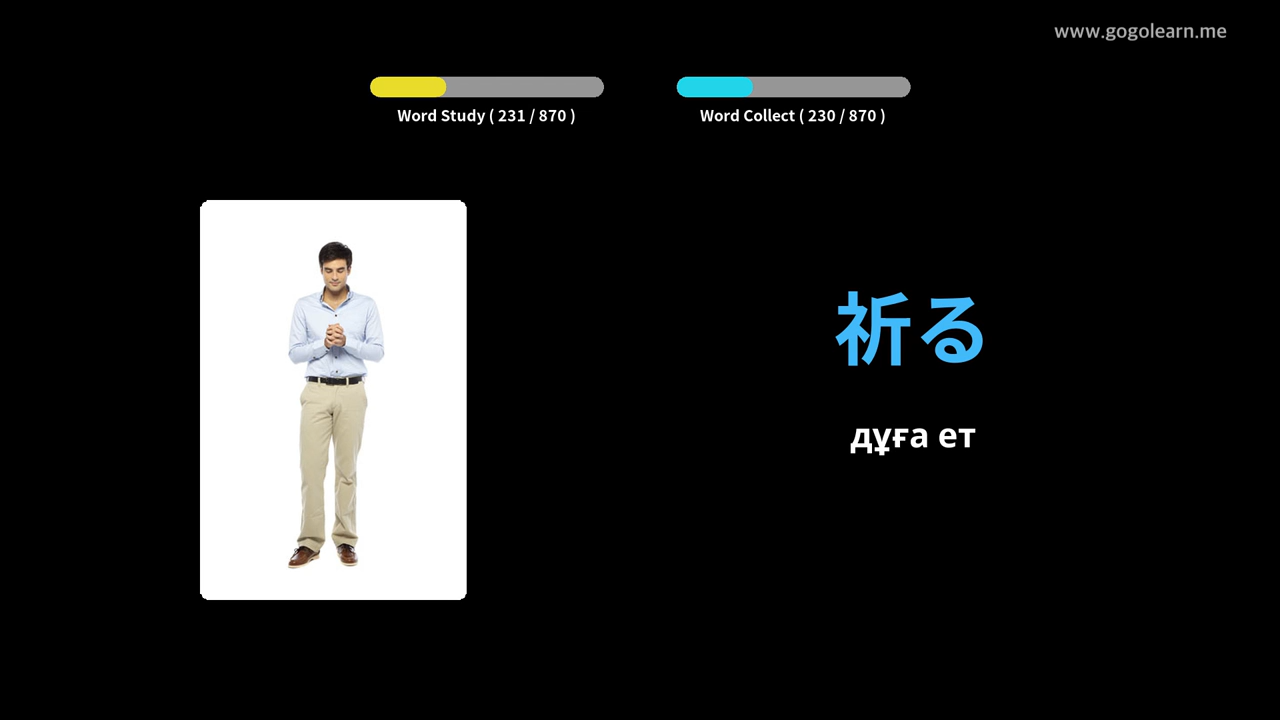 www.gogolearn.me
Word Study ( 231 / 870 )
Word Collect ( 230 / 870 )
祈る
дұға ет